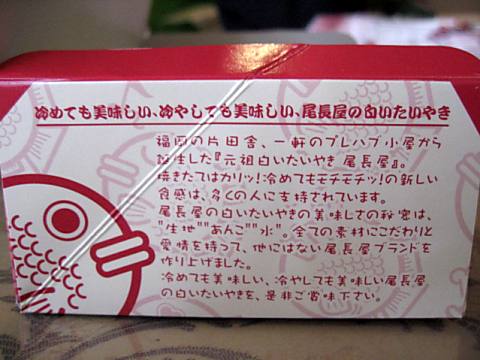 冷めても美味しい、冷やしても美味しい、尾長屋の白いたいやき
福岡の片田舎、一軒のプレハブ小屋から
誕生した『元祖白いたいやき 尾長屋』。
焼きたてはカリッ!冷めてもモチモチッ!の新しい
食感は、多くの人に支持されています。
尾長屋の白いたいやきの美味しさの秘密は、
"生地""あんこ""水"。全ての素材にこだわりと
愛情を持って、他にはない尾長屋ブランドを
作り上げました。
冷めても美味しい、冷やしても美味しい尾長屋
の白いたいやきを、是非ご賞味下さい。